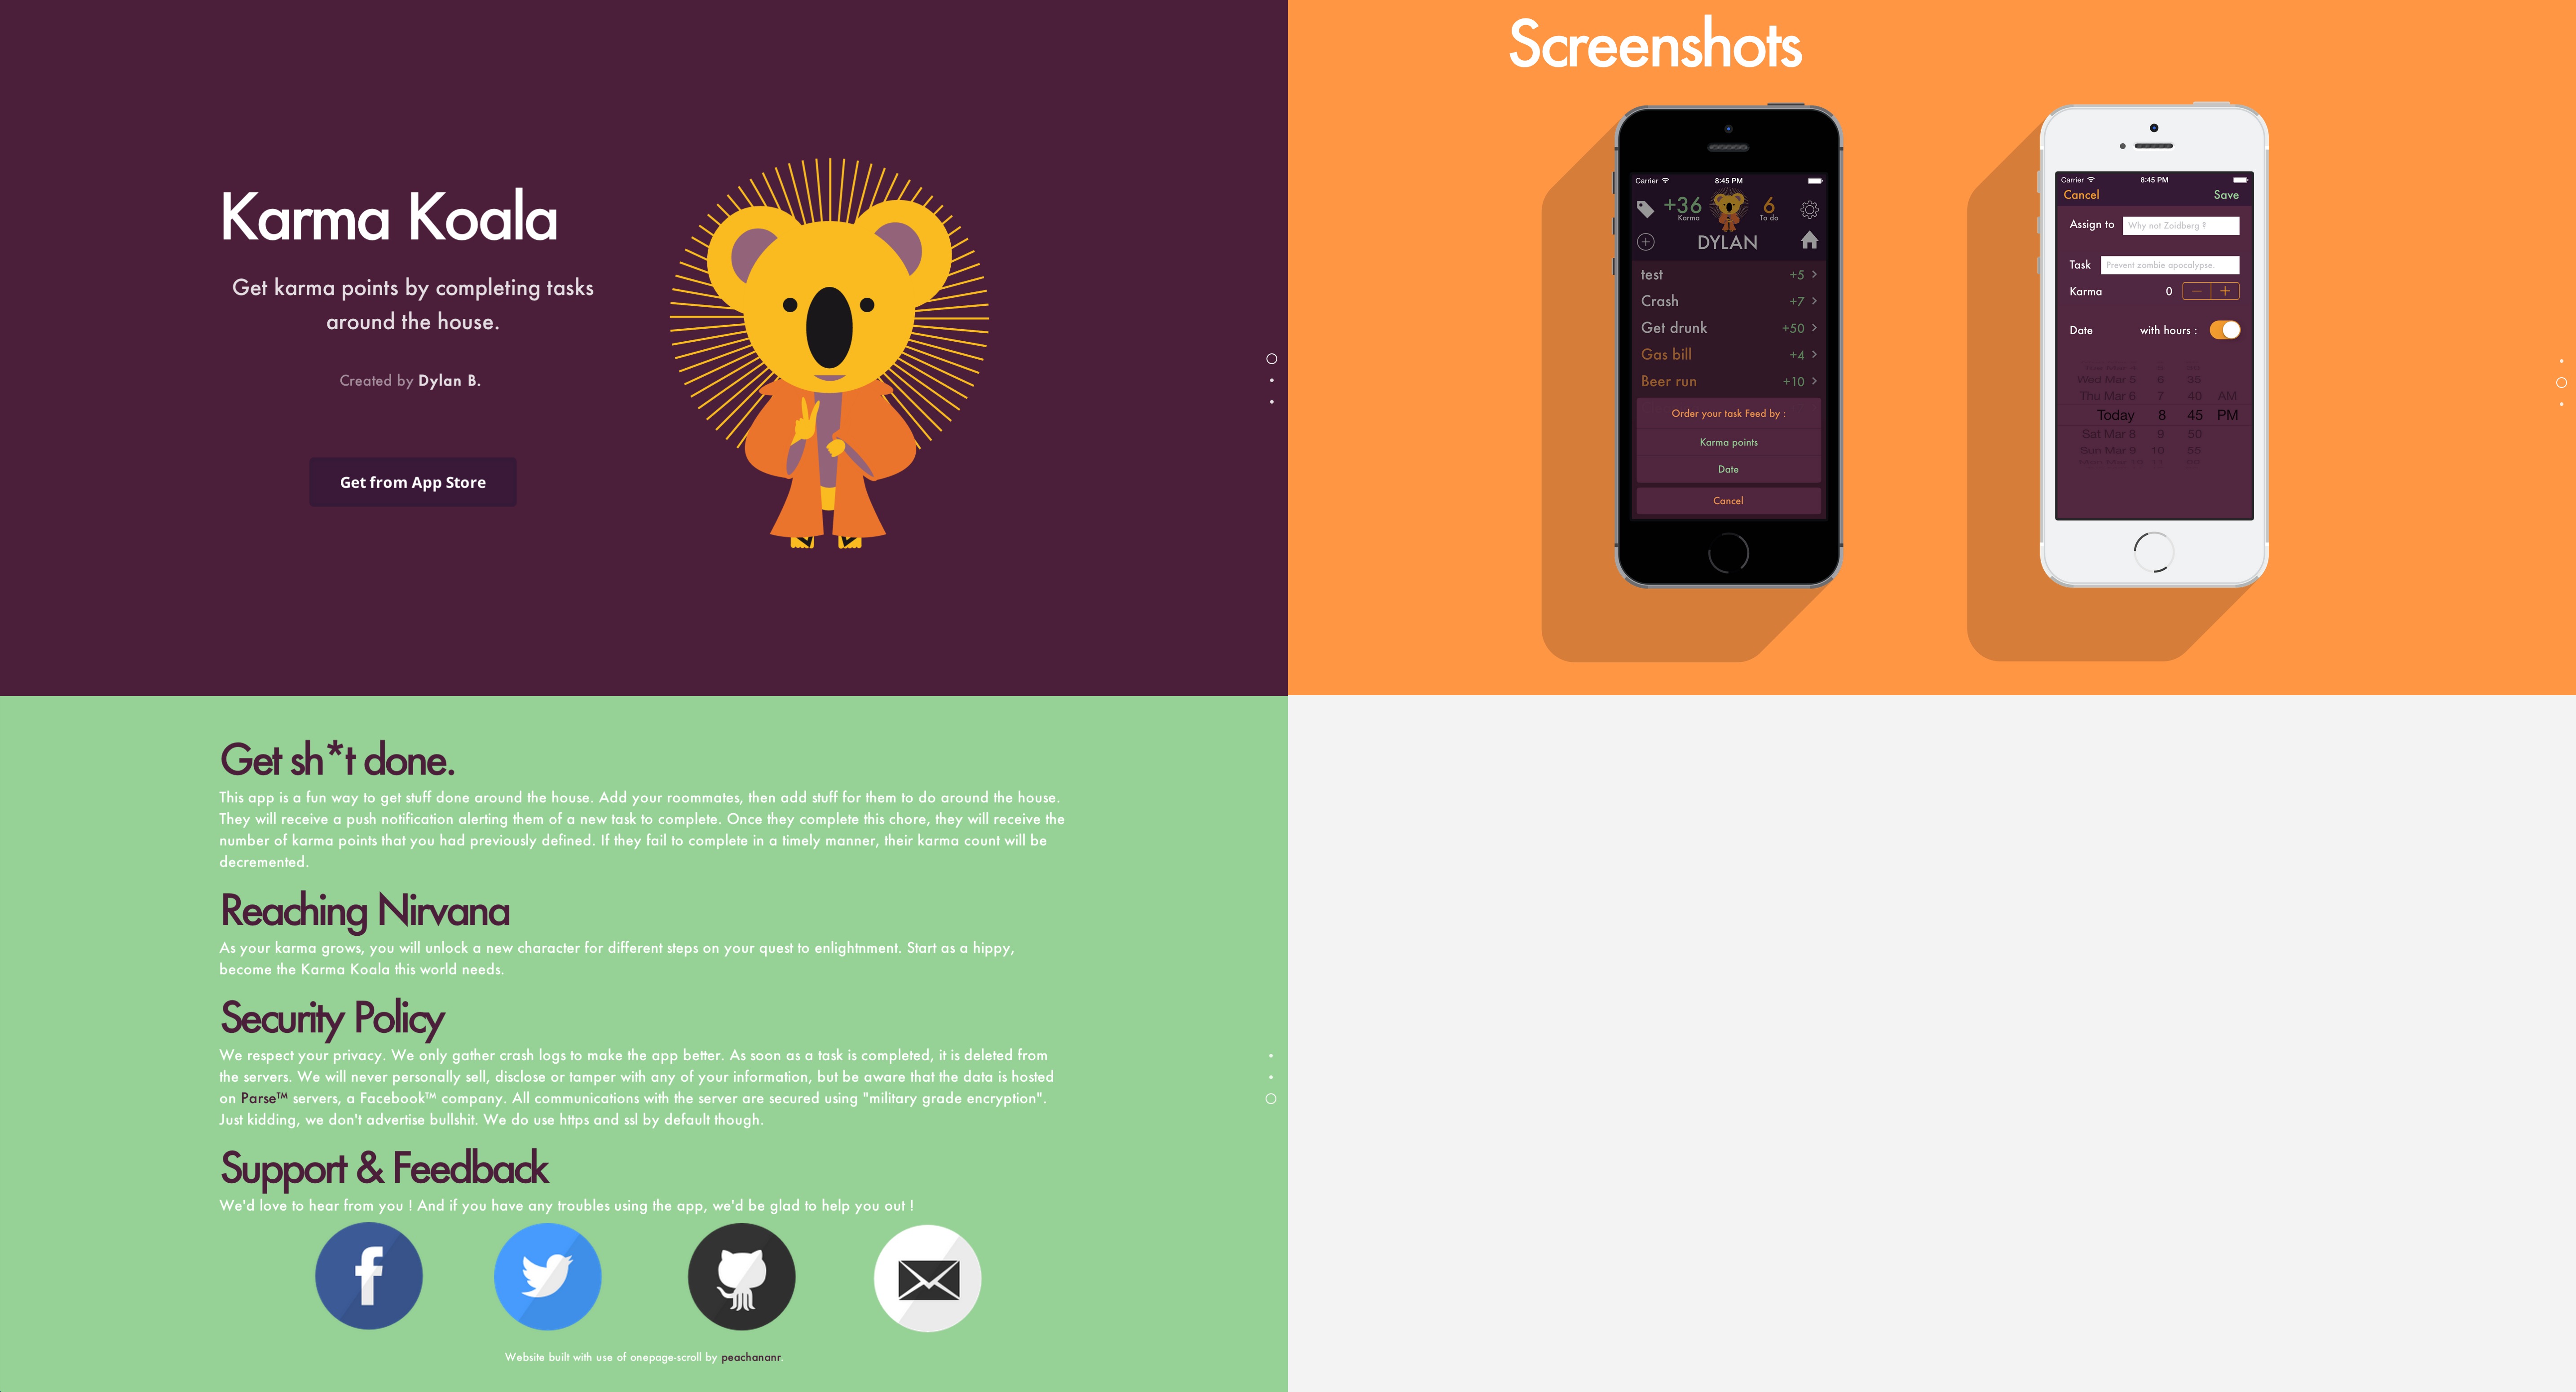 Karma Koala
Get karma points by completing tasks
around the house.
Created by Dylan B.
Get from App Store
Screenshots
Carrier 8:45 PM
+36 6
Karma To do
DYLAN
test +5
Crash +7
Get drunk +50
Gas bill +4
Beer run +10
Order your task Feed by :
Karma points
Date
Cancel
Carrier 8:45 PM
Cancel Save
Assign to Why not Zoidberg ?
Task Prevent zombie apocalypse.
Karma 0 — +
Date with hours :
Wed Mar 5 6 35
Thu Mar 6 7 40 AM
Today 8 45 PM
Sat Mar 8 9 50
Sun Mar 9 10 55
Get sh*t done.
This app is a fun way to get stuff done around the house. Add your roommates, then add stuff for them to do around the house.
They will receive a push notification alerting them of a new task to complete. Once they complete this chore, they will receive the
number of karma points that you had previously defined. If they fail to complete in a timely manner, their karma count will be
decremented.
Reaching Nirvana
As your karma grows, you will unlock a new character for different steps on your quest to enlightnment. Start as a hippy,
become the Karma Koala this world needs.
Security Policy
We respect your privacy. We only gather crash logs to make the app better. As soon as a task is completed, it is deleted from
the servers. We will never personally sell, disclose or tamper with any of your information, but be aware that the data is hosted
on Parse™ servers, a Facebook™ company. All communications with the server are secured using "military grade encryption".
Just kidding, we don't advertise bullshit. We do use https and ssl by default though.
Support & Feedback
We'd love to hear from you ! And if you have any troubles using the app, we'd be glad to help you out !
Website built with use of onepage-scroll by peachananr.